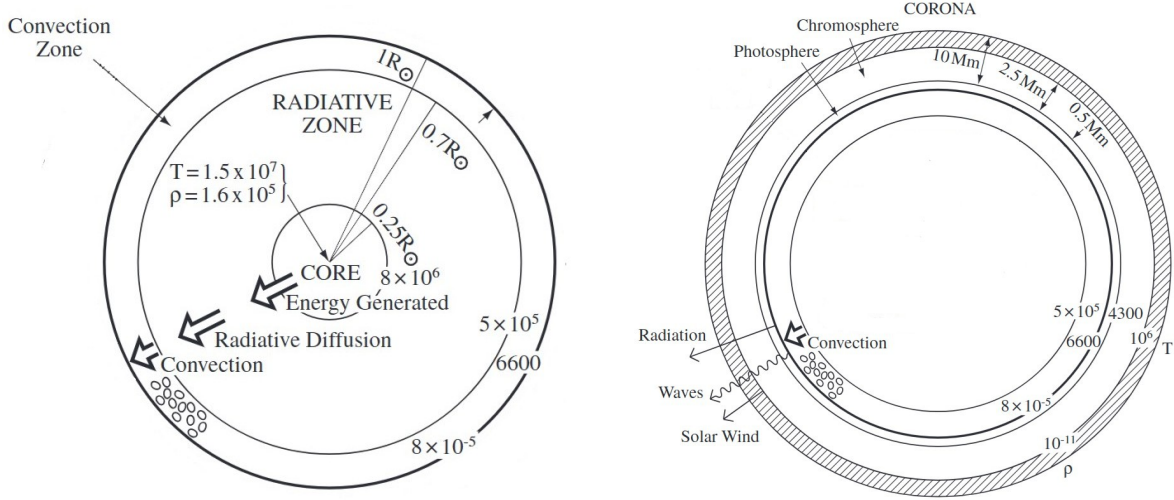 Convection
Zone
1R☉
RADIATIVE
ZONE
0.7R☉
T = 1.5 x 10⁷
ρ = 1.6 x 10⁵
0.25R☉
CORE
8 × 10⁶
Energy Generated
Radiative Diffusion
Convection
5 × 10⁵
6600
8 × 10⁻⁵
CORONA
Chromosphere
Photosphere
10 Mm
2.5 Mm
0.5 Mm
5 × 10⁵
4300
6600
10⁶
T
Radiation
Convection
Waves
Solar Wind
8 × 10⁻⁵
10⁻¹¹
ρ